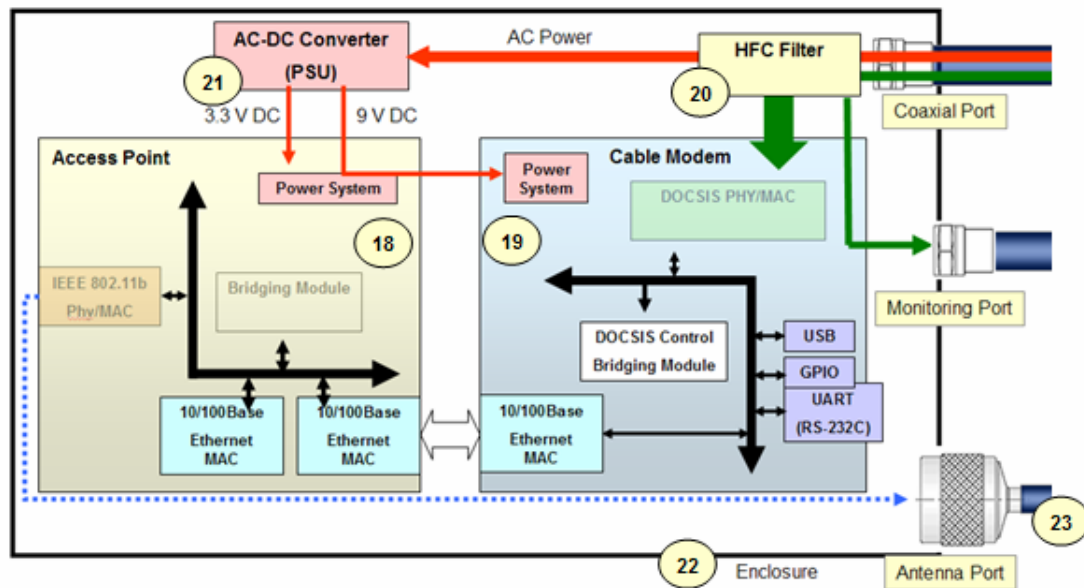 AC-DC Converter
(PSU)
21
AC Power
HFC Filter
20
Coaxial Port
3.3 V DC
9 V DC
Access Point
Power System
18
IEEE 802.11b
Phy/MAC
Bridging Module
10/100Base
Ethernet
MAC
10/100Base
Ethernet
MAC
Cable Modem
Power
System
19
DOCSIS PHY/MAC
DOCSIS Control
Bridging Module
USB
GPIO
UART
(RS-232C)
10/100Base
Ethernet
MAC
Monitoring Port
23
22
Enclosure
Antenna Port